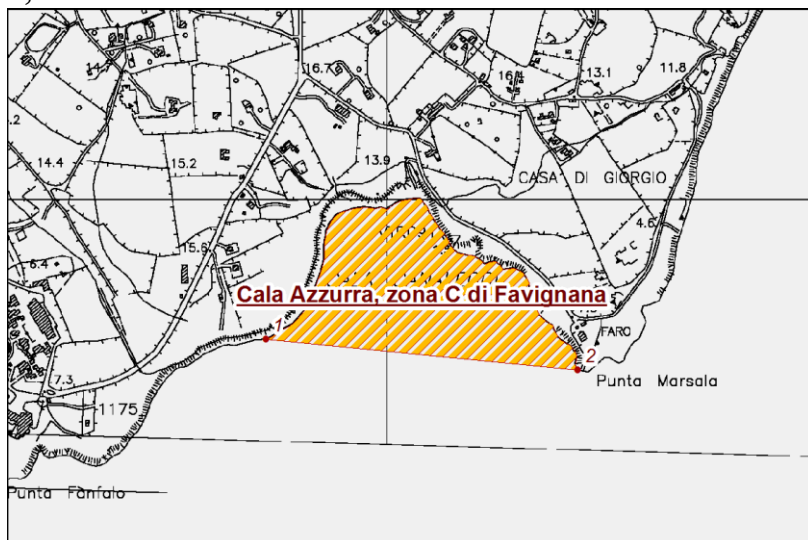 16.7
16.4
13.1
11.8
14.4
15.2
13.9
CASA DI GIORGIO
4.6
15.6
6.4
Cala Azzurra, zona C di Favignana
1
FARO
2
Punta Marsala
7.3
1175
Punta Fanfalo